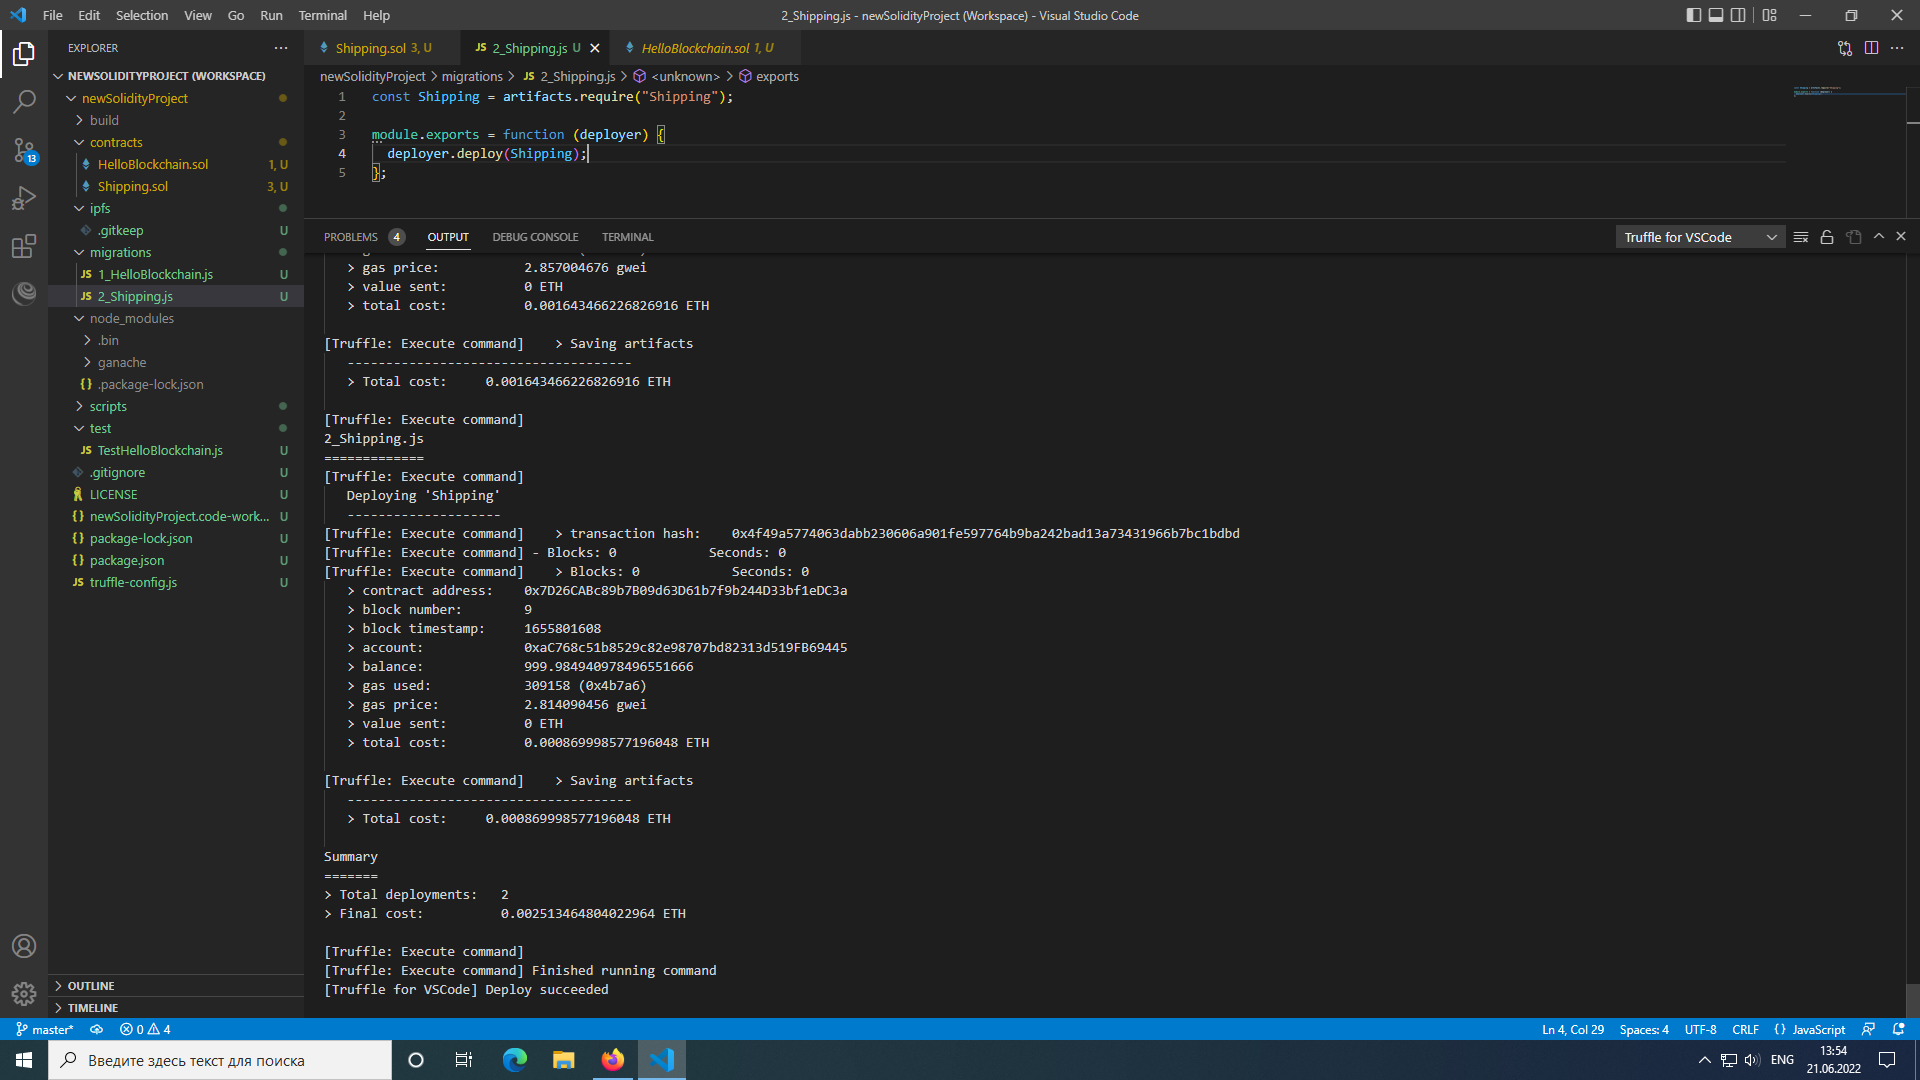 File Edit Selection View Go Run Terminal Help
2_Shipping.js - newSolidityProject (Workspace) - Visual Studio Code
EXPLORER
NEWSOLIDITYPROJECT (WORKSPACE)
newSolidityProject
build
contracts
HelloBlockchain.sol 1, U
Shipping.sol 3, U
ipfs
.gitkeep U
migrations
JS 1_HelloBlockchain.js U
JS 2_Shipping.js U
node_modules
.bin
ganache
{} .package-lock.json
scripts
test
JS TestHelloBlockchain.js U
.gitignore U
LICENSE U
{} newSolidityProject.code-work... U
{} package-lock.json U
{} package.json U
JS truffle-config.js U
OUTLINE
TIMELINE
13
Shipping.sol 3, U
JS 2_Shipping.js U
HelloBlockchain.sol 1, U
newSolidityProject > migrations > JS 2_Shipping.js > <unknown> > exports
1 const Shipping = artifacts.require("Shipping");
2
3 module.exports = function (deployer) {
4 deployer.deploy(Shipping);
5 };
PROBLEMS 4 OUTPUT DEBUG CONSOLE TERMINAL
Truffle for VSCode
> gas price: 2.857004676 gwei
> value sent: 0 ETH
> total cost: 0.001643466226826916 ETH
[Truffle: Execute command] > Saving artifacts
-------------------------------------
> Total cost: 0.001643466226826916 ETH
[Truffle: Execute command]
2_Shipping.js
=============
[Truffle: Execute command]
Deploying 'Shipping'
--------------------
[Truffle: Execute command] > transaction hash: 0x4f49a5774063dabb230606a901fe597764b9ba242bad13a73431966b7bc1bdbd
[Truffle: Execute command] - Blocks: 0 Seconds: 0
[Truffle: Execute command] > Blocks: 0 Seconds: 0
> contract address: 0x7D26CABc89b7B09d63D61b7f9b244D33bf1eDC3a
> block number: 9
> block timestamp: 1655801608
> account: 0xaC768c51b8529c82e98707bd82313d519FB69445
> balance: 999.984940978496551666
> gas used: 309158 (0x4b7a6)
> gas price: 2.814090456 gwei
> value sent: 0 ETH
> total cost: 0.000869998577196048 ETH
[Truffle: Execute command] > Saving artifacts
-------------------------------------
> Total cost: 0.000869998577196048 ETH
Summary
=======
> Total deployments: 2
> Final cost: 0.002513464804022964 ETH
[Truffle: Execute command]
[Truffle: Execute command] Finished running command
[Truffle for VSCode] Deploy succeeded
master* 0 4
Ln 4, Col 29 Spaces: 4 UTF-8 CRLF {} JavaScript
Введите здесь текст для поиска
ENG
13:54
21.06.2022